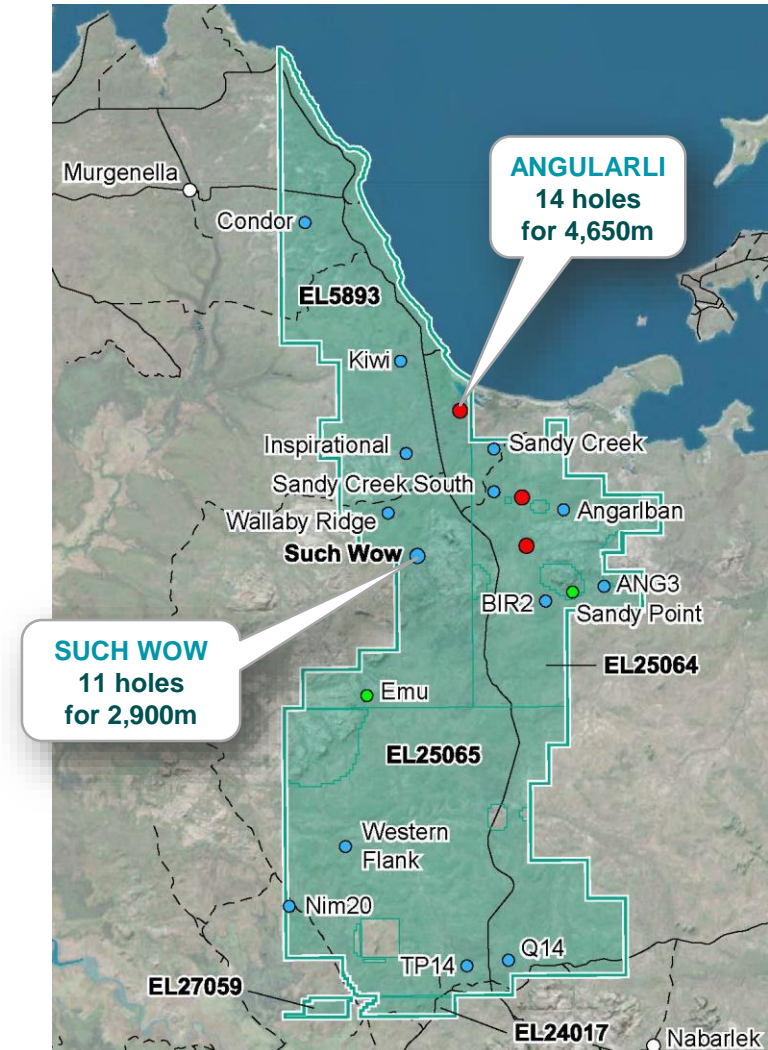 ANGULARLI
14 holes
for 4,650m
Murgenella
Condor
EL5893
Kiwi
Inspirational
Sandy Creek
Sandy Creek South
Wallaby Ridge
Angarlban
Such Wow
ANG3
BIR2
Sandy Point
SUCH WOW
11 holes
for 2,900m
EL25064
Emu
EL25065
Western
Flank
Nim20
Q14
TP14
EL27059
EL24017
Nabarlek